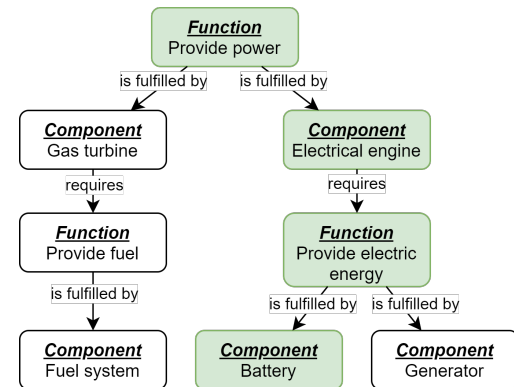 Function
Provide power
is fulfilled by
is fulfilled by
Component
Gas turbine
Component
Electrical engine
requires
requires
Function
Provide fuel
Function
Provide electric
energy
is fulfilled by
is fulfilled by
is fulfilled by
Component
Fuel system
Component
Battery
Component
Generator